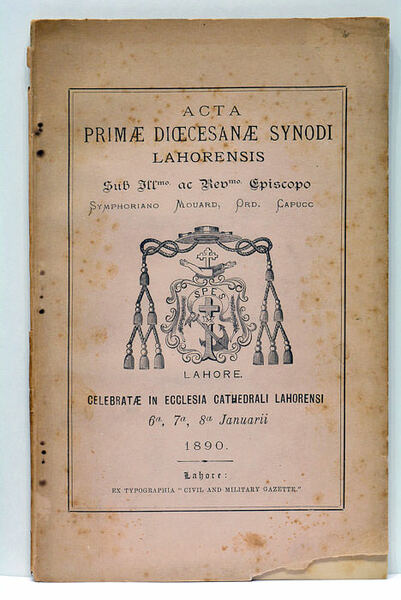 ACTA
PRIMÆ DIŒCESANÆ SYNODI
LAHORENSIS
Sub Illmo. ac Revmo. Episcopo
SYMPHORIANO MOUARD, ORD. CAPUCC
SPES
LAHORE.
CELEBRATÆ IN ECCLESIA CATHEDRALI LAHORENSI
6a, 7a, 8a Januarii
1890.
Lahore:
EX TYPOGRAPHIA "CIVIL AND MILITARY GAZETTE."